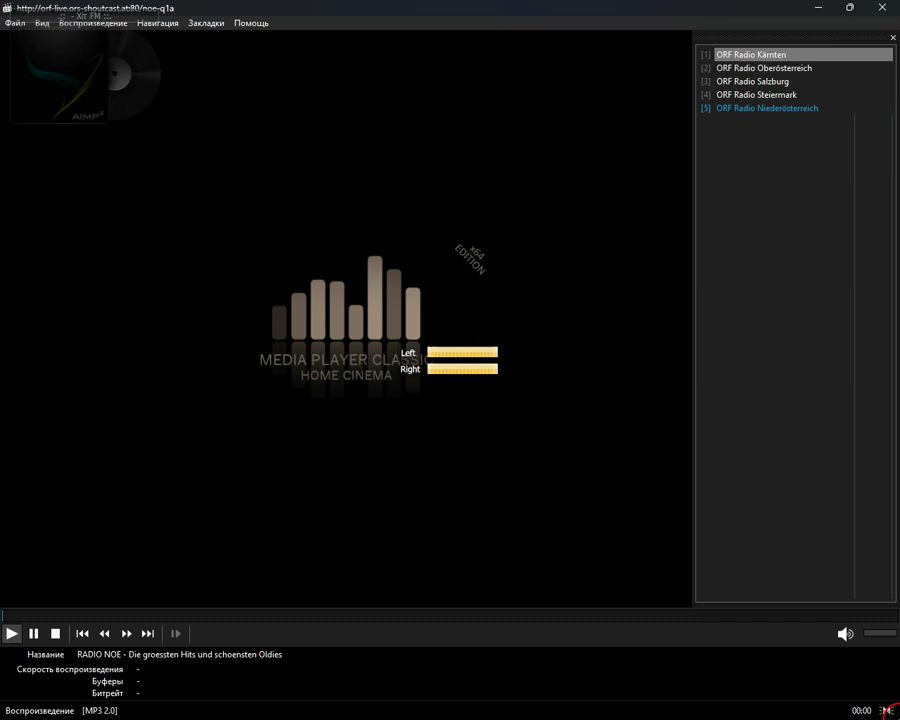 http://orf-live.ors-shoutcast.at:80/noe-q1a
.:: - Хіт FM ::.
Файл Вид Воспроизведение Навигация Закладки Помощь
AIMP²
[1] ORF Radio Kärnten
[2] ORF Radio Oberösterreich
[3] ORF Radio Salzburg
[4] ORF Radio Steiermark
[5] ORF Radio Niederösterreich
x64
EDITION
Left
MEDIA PLAYER CLASSIC
Right
HOME CINEMA
Название RADIO NOE - Die groessten Hits und schoensten Oldies
Скорость воспроизведения -
Буферы -
Битрейт -
Воспроизведение [MP3 2.0] 00:00